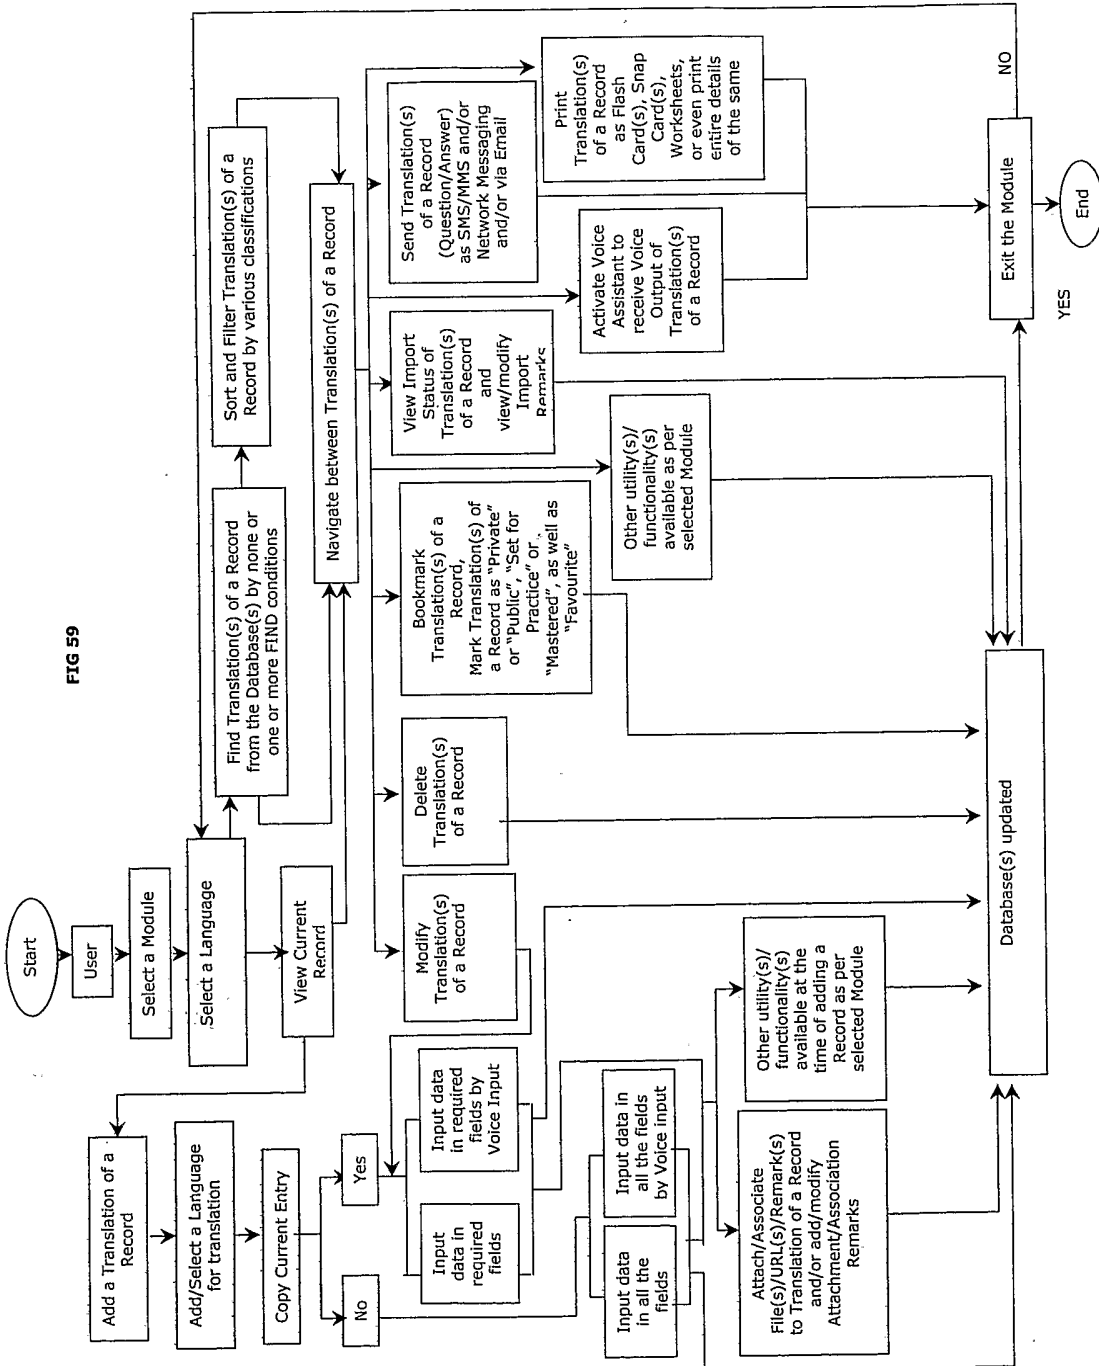 FIG 59
Start
User
Select a Module
Select a Language
View Current
Record
Find Translation(s) of a Record
from the Database(s) by none or
one or more FIND conditions
Sort and Filter Translation(s) of a
Record by various classifications
Navigate between Translation(s) of a Record
Add a Translation of a
Record
Add/Select a Language
for translation
Copy Current Entry
No
Yes
Input
data in
required
fields
Input data
in required
fields by
Voice Input
Modify
Translation(s)
of a Record
Delete
Translation(s)
of a Record
Bookmark
Translation(s) of a
Record,
Mark Translation(s) of
a Record as "Private"
or "Public", "Set for
Practice" or
"Mastered", as well as
"Favourite"
View Import
Status of
Translation(s)
of a Record
and
view/modify
Import
Remarks
Send Translation(s)
of a Record
(Question/Answer)
as SMS/MMS and/or
Network Messaging
and/or via Email
Input data
in all the
fields
Input data in
all the fields
by Voice input
Other utility(s)/
functionality(s)
available as per
selected Module
Activate Voice
Assistant to
receive Voice
Output of
Translation(s)
of a Record
Print
Translation(s)
of a Record
as Flash
Card(s), Snap
Card(s),
Worksheets,
or even print
entire details
of the same
Attach/Associate
File(s)/URL(s)/Remark(s)
to Translation of a Record
and/or add/modify
Attachment/Association
Remarks
Other utility(s)/
functionality(s)
available at the
time of adding a
Record as per
selected Module
Database(s) updated
Exit the Module
NO
YES
End